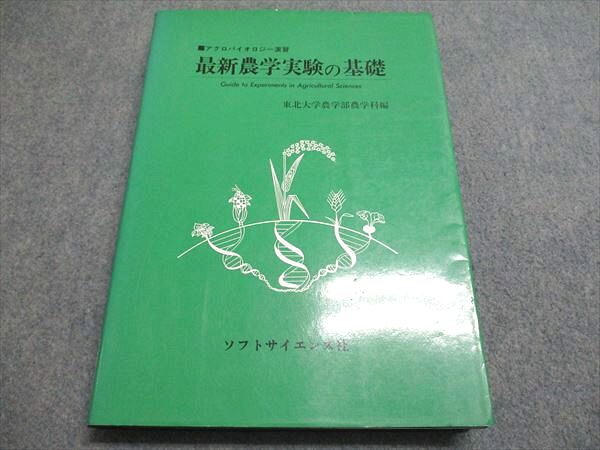 ■アグロバイオロジー演習
最新農学実験の基礎
Guide to Experiments in Agricultural Sciences
東北大学農学部農学科編
ソフトサイエンス社